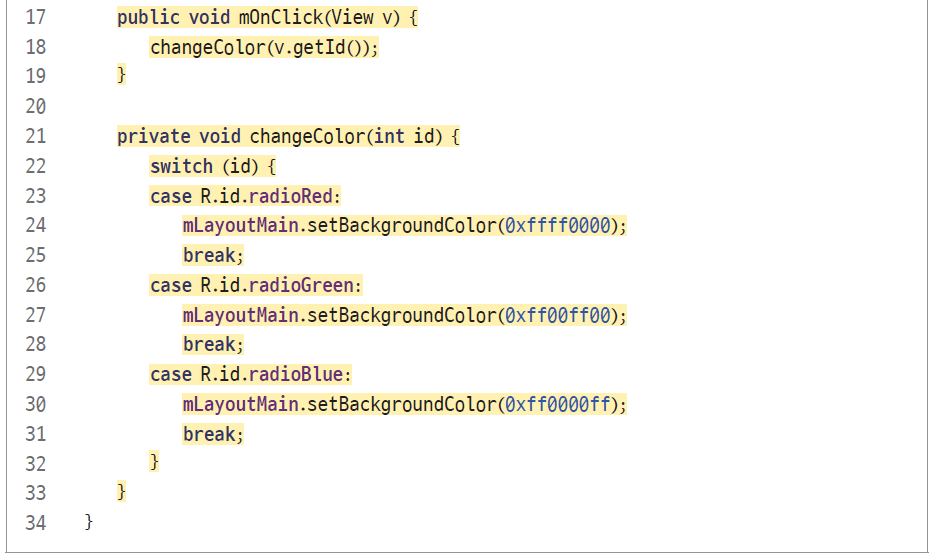 17 public void mOnClick(View v) {
18 changeColor(v.getId());
19 }
20
21 private void changeColor(int id) {
22 switch (id) {
23 case R.id.radioRed:
24 mLayoutMain.setBackgroundColor(0xffff0000);
25 break;
26 case R.id.radioGreen:
27 mLayoutMain.setBackgroundColor(0xff00ff00);
28 break;
29 case R.id.radioBlue:
30 mLayoutMain.setBackgroundColor(0xff0000ff);
31 break;
32 }
33 }
34 }